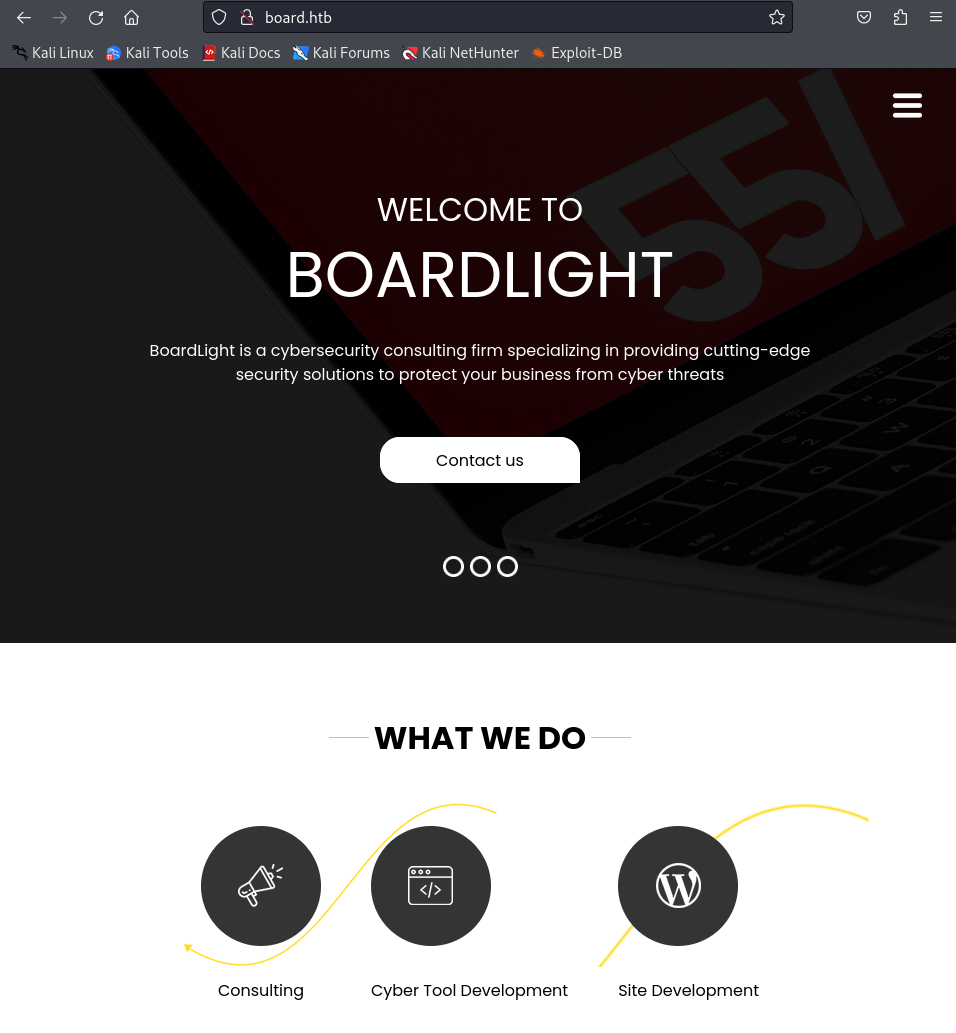 board.htb
Kali Linux Kali Tools Kali Docs Kali Forums Kali NetHunter Exploit-DB
55/
WELCOME TO
BOARDLIGHT
BoardLight is a cybersecurity consulting firm specializing in providing cutting-edge
security solutions to protect your business from cyber threats
Contact us
WHAT WE DO
Consulting
Cyber Tool Development
Site Development